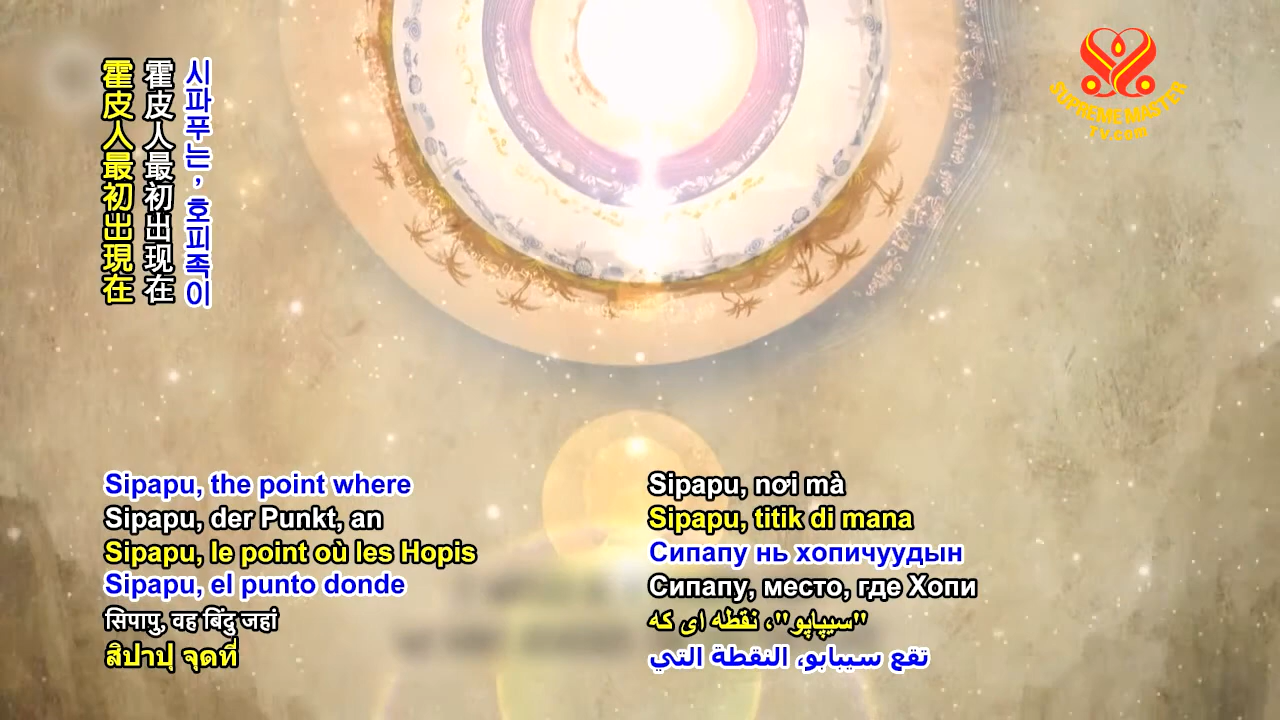 시파푸는, 호피족이
霍皮人最初出现在
霍皮人最初出現在
SUPREME MASTER
TV.com
Sipapu, the point where
Sipapu, der Punkt, an
Sipapu, le point où les Hopis
Sipapu, el punto donde
सिपापु, वह बिंदु जहां
สิปาปุ จุดที่
Sipapu, nơi mà
Sipapu, titik di mana
Сипапу нь хопичуудын
Сипапу, место, где Хопи
"سیپاپو"، نقطه ای که
تقع سيبابو، النقطة التي